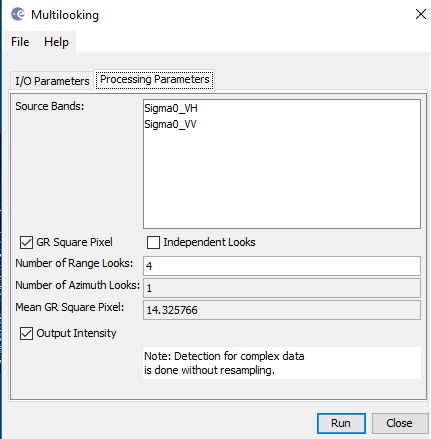 Multilooking
File Help
I/O Parameters Processing Parameters
Source Bands:
Sigma0_VH
Sigma0_VV
GR Square Pixel Independent Looks
Number of Range Looks: 4
Number of Azimuth Looks: 1
Mean GR Square Pixel: 14.325766
Output Intensity
Note: Detection for complex data
is done without resampling.
Run Close